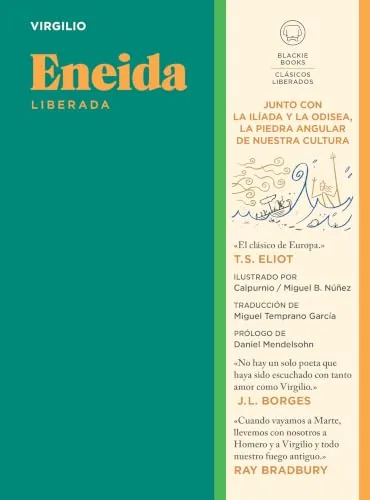 VIRGILIO
Eneida
LIBERADA
BLACKIE
BOOKS
CLÁSICOS
LIBERADOS
JUNTO CON
LA ILÍADA Y LA ODISEA,
LA PIEDRA ANGULAR
DE NUESTRA CULTURA
«El clásico de Europa.»
T.S. ELIOT
ILUSTRADO POR
Calpurnio / Miguel B. Núñez
TRADUCCIÓN DE
Miguel Temprano García
PRÓLOGO DE
Daniel Mendelsohn
«No hay un solo poeta que
haya sido escuchado con tanto
amor como Virgilio.»
J.L. BORGES
«Cuando vayamos a Marte,
llevemos con nosotros a
Homero y a Virgilio y todo
nuestro fuego antiguo.»
RAY BRADBURY